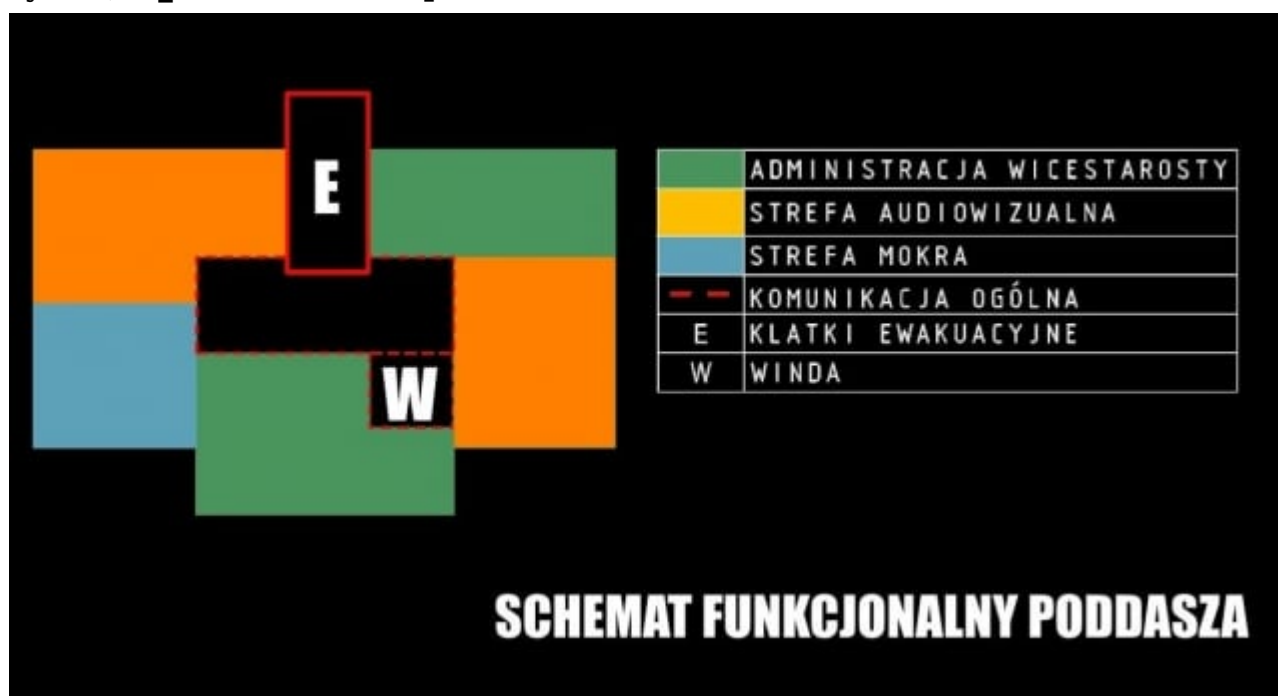 E
W
ADMINISTRACJA WICESTAROSTY
STREFA AUDIOWIZUALNA
STREFA MOKRA
KOMUNIKACJA OGÓLNA
E KLATKI EWAKUACYJNE
W WINDA
SCHEMAT FUNKCJONALNY PODDASZA